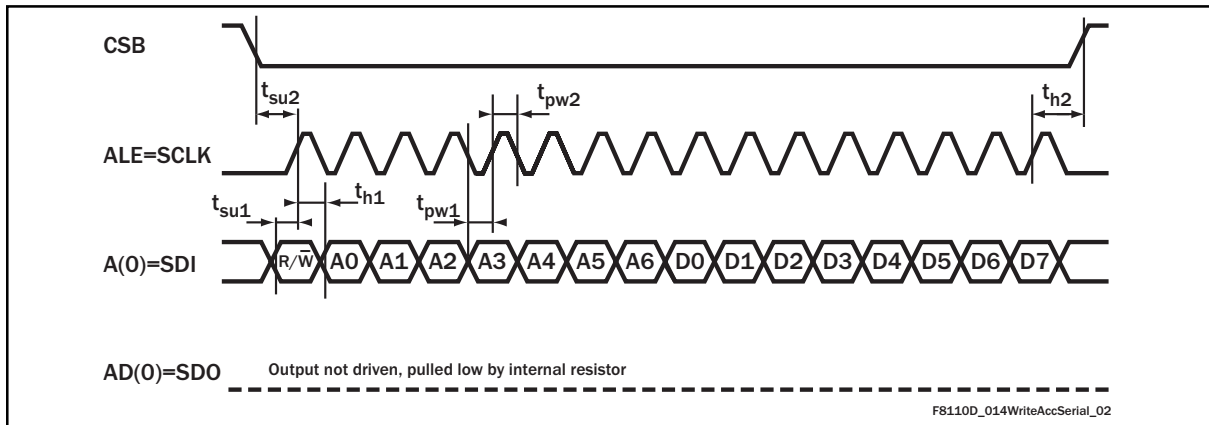 CSB
tsu2
tpw2
th2
ALE=SCLK
tsu1
th1
tpw1
A(0)=SDI
R/W̅ A0 A1 A2 A3 A4 A5 A6 D0 D1 D2 D3 D4 D5 D6 D7
AD(0)=SDO
Output not driven, pulled low by internal resistor
F8110D_014WriteAccSerial_02